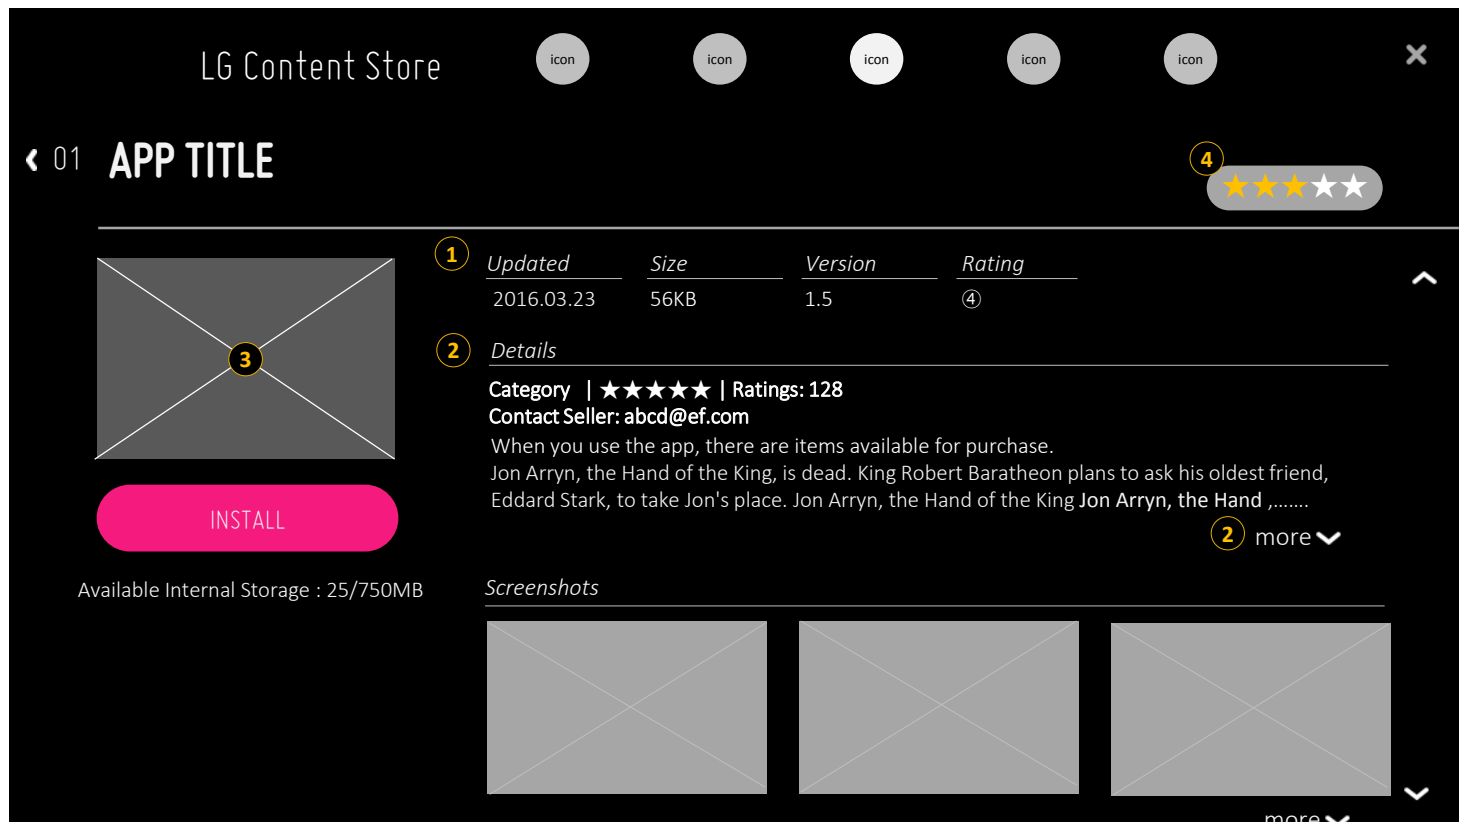 LG Content Store
icon
icon
icon
icon
icon
01 APP TITLE
4
1
Updated Size Version Rating
2016.03.23 56KB 1.5 ④
3
2
Details
Category | ★★★★★ | Ratings: 128
Contact Seller: abcd@ef.com
When you use the app, there are items available for purchase.
Jon Arryn, the Hand of the King, is dead. King Robert Baratheon plans to ask his oldest friend,
Eddard Stark, to take Jon's place. Jon Arryn, the Hand of the King Jon Arryn, the Hand ,.......
2 more
INSTALL
Available Internal Storage : 25/750MB
Screenshots
more